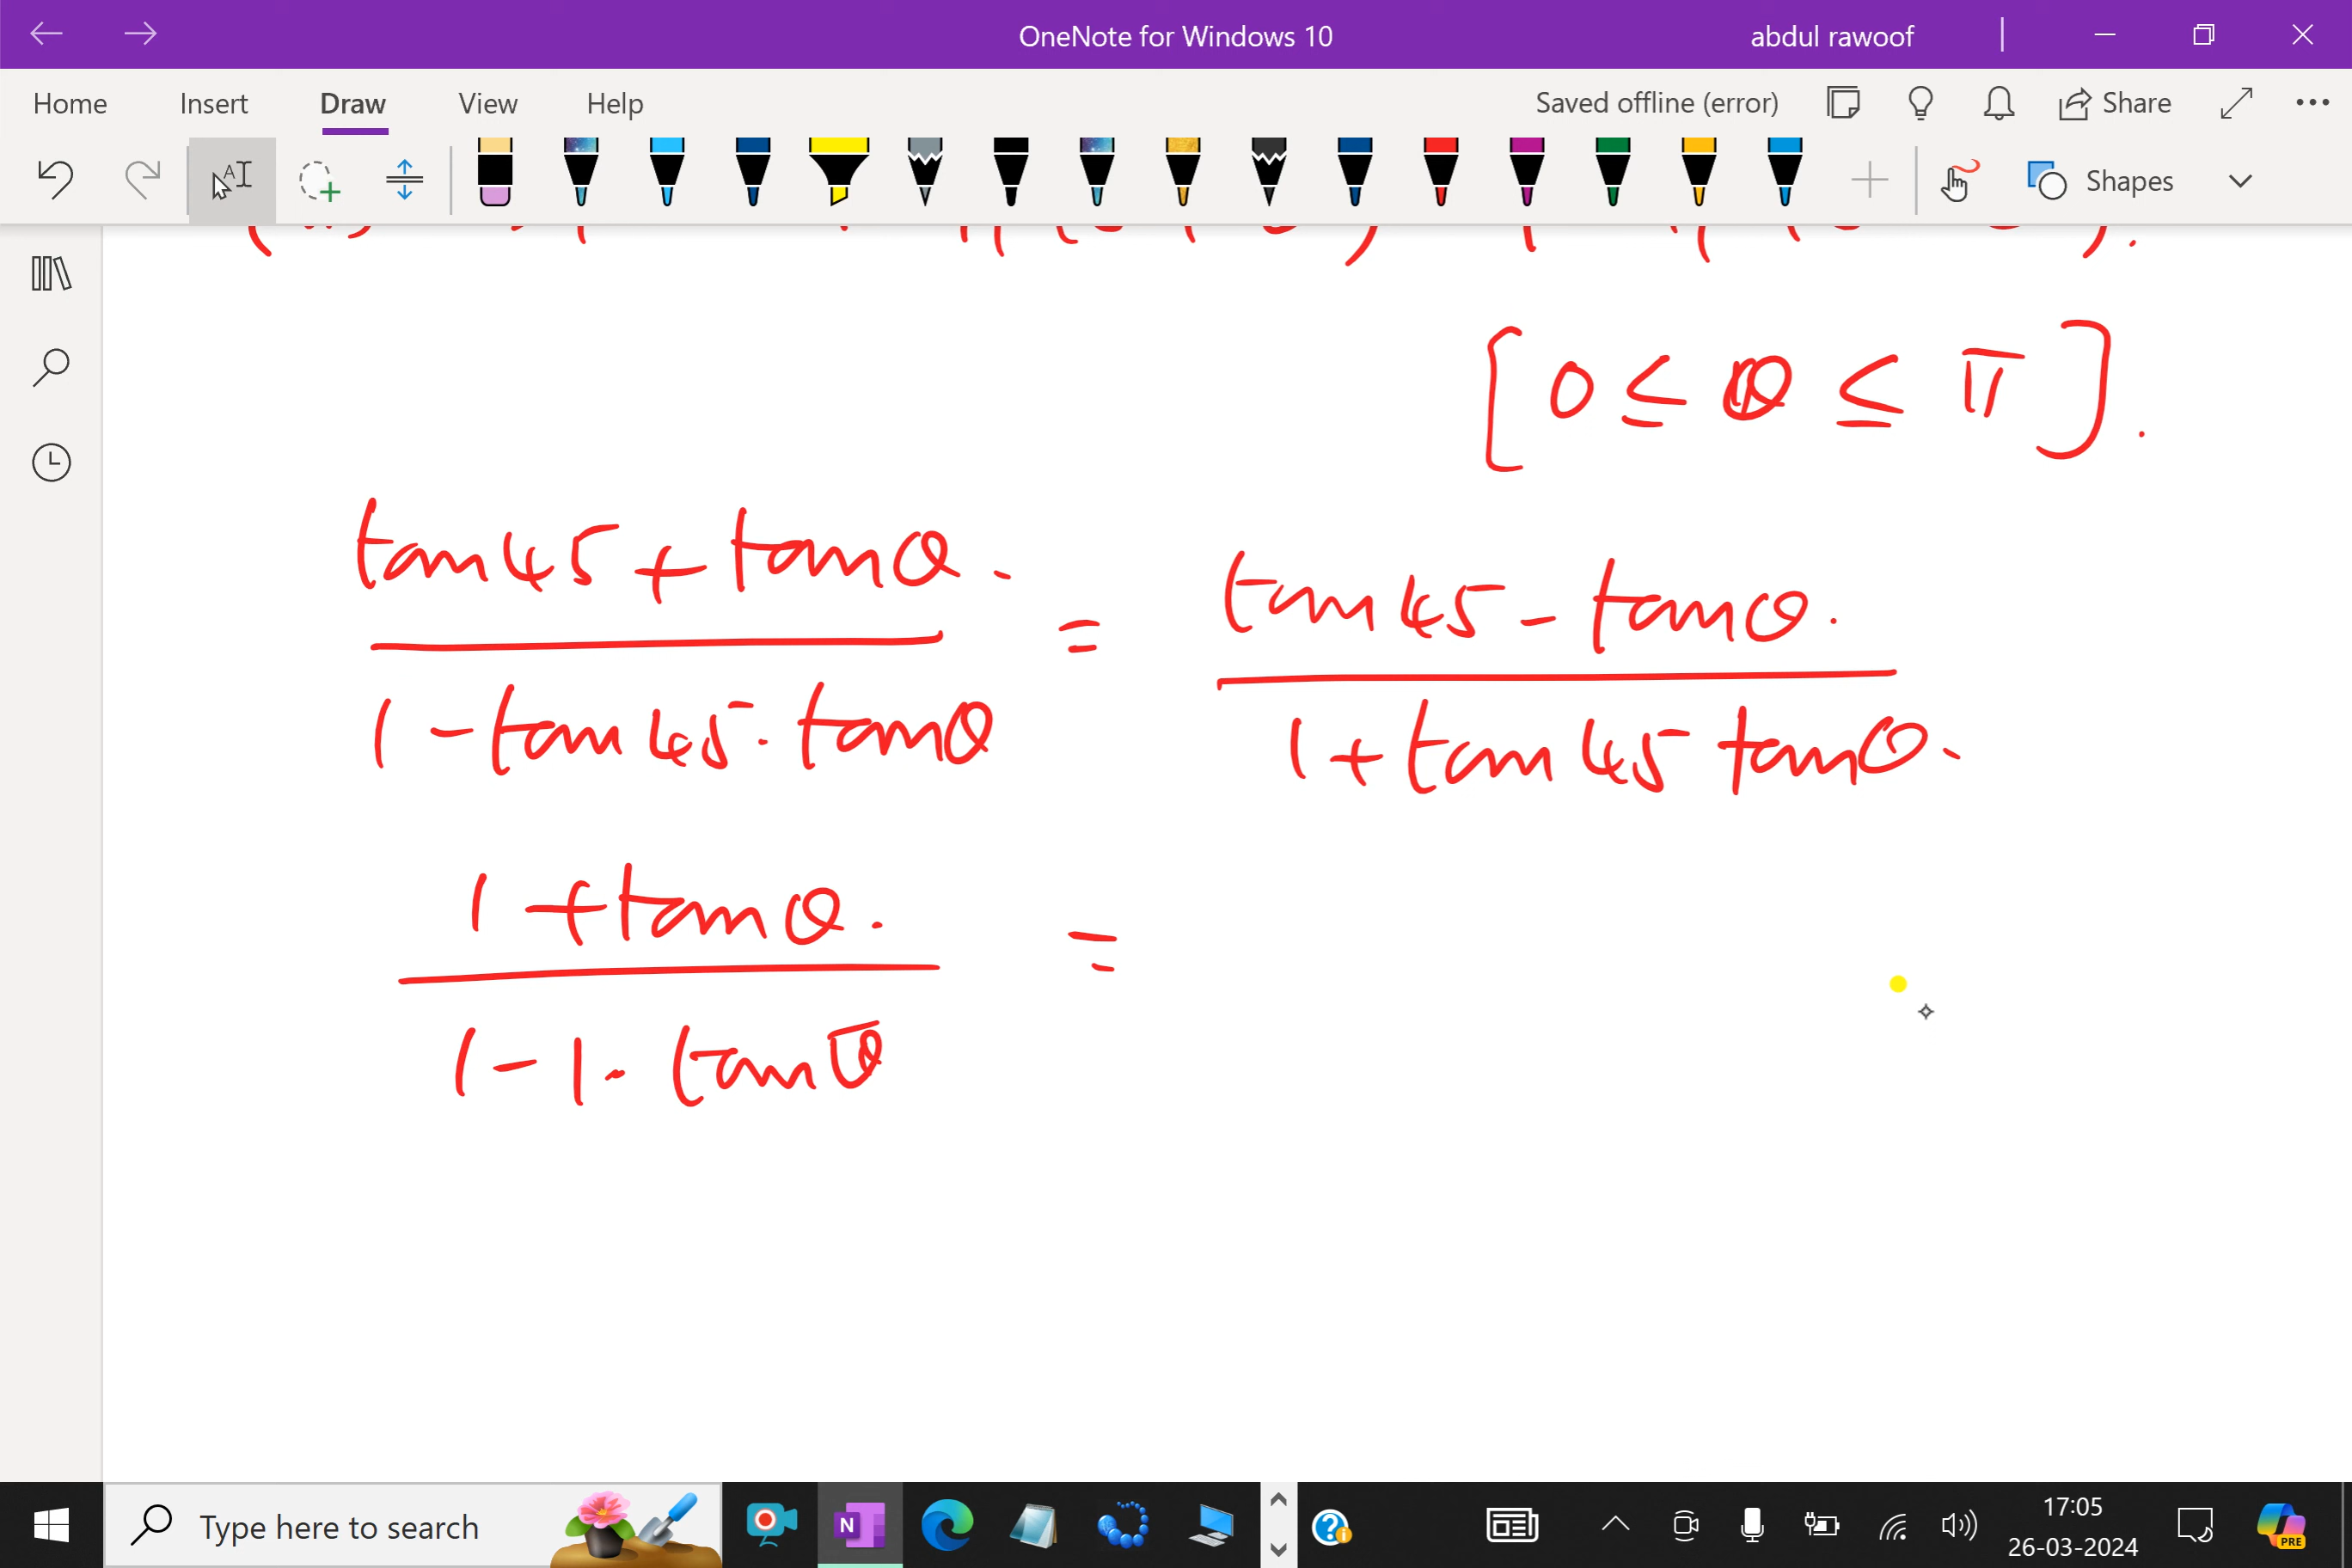 OneNote for Windows 10 abdul rawoof
Home Insert Draw View Help Saved offline (error) Share
Shapes
[0 ≤ θ ≤ π].
tan45 + tanθ. / 1 - tan45. tanθ = tan45 - tanθ. / 1 + tan45 tanθ.
1 + tanθ. / 1 - 1. tanθ =
Type here to search N PRE
17:05
26-03-2024